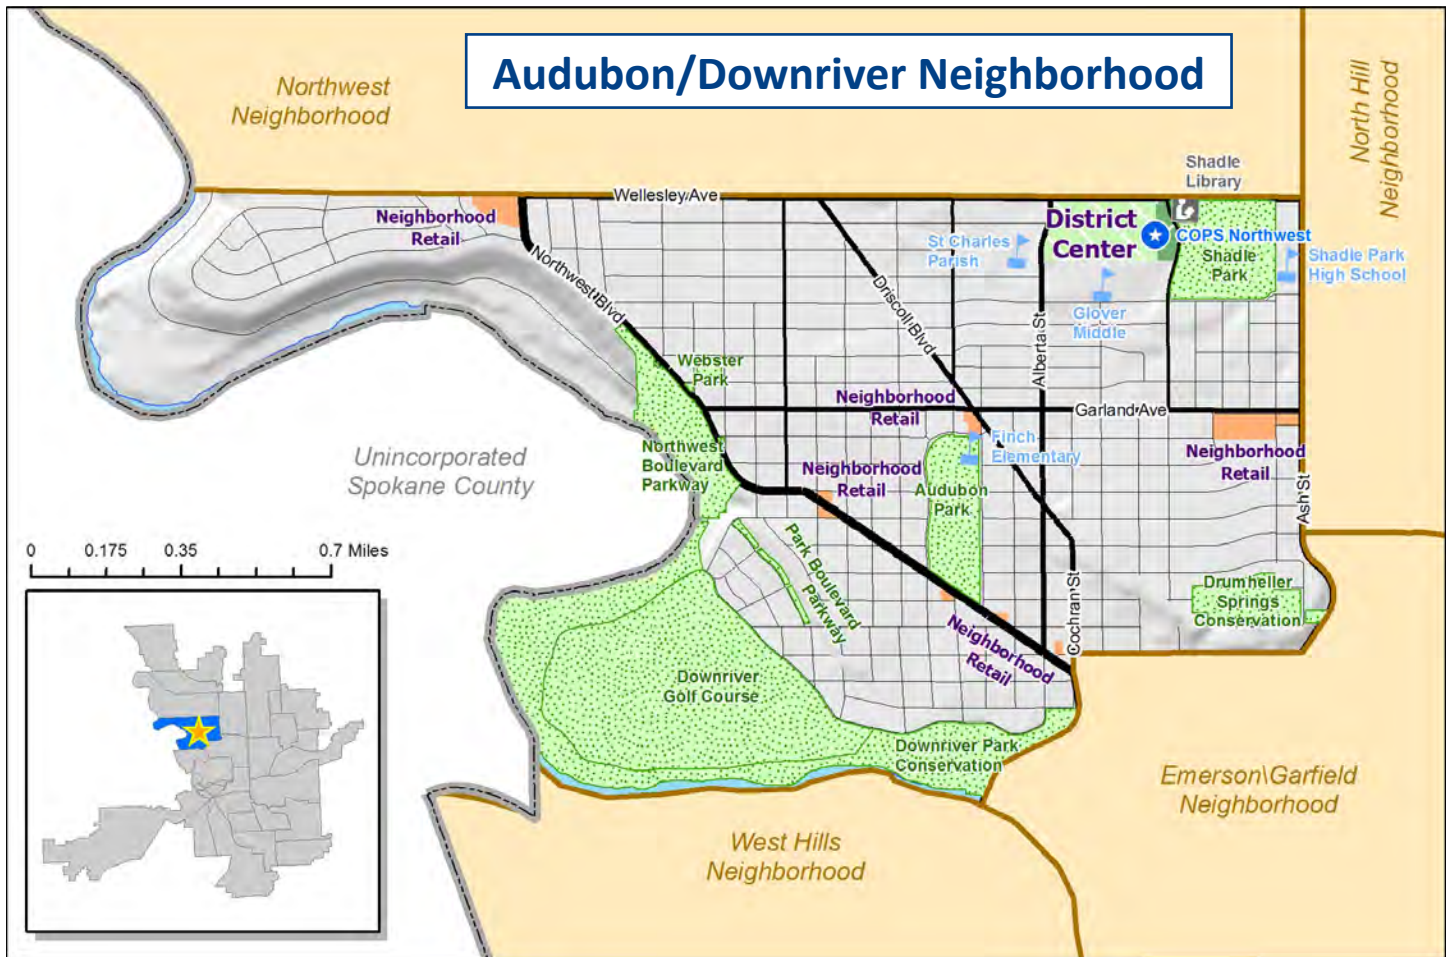 Audubon/Downriver Neighborhood
Northwest
Neighborhood
North Hill
Neighborhood
Shadle
Library
Wellesley Ave
Neighborhood
Retail
District
Center
COPS Northwest
St Charles
Parish
Shadle
Park
Shadle Park
High School
Glover
Middle
Northwest Blvd
Driscoll Blvd
Alberta St
Webster
Park
Neighborhood
Retail
Garland Ave
Northwest
Boulevard
Parkway
Finch
Elementary
Neighborhood
Retail
Neighborhood
Retail
Audubon
Park
Ash St
Unincorporated
Spokane County
0 0.175 0.35 0.7 Miles
Park Boulevard
Parkway
Cochran St
Drumheller
Springs
Conservation
Neighborhood
Retail
Downriver
Golf Course
Downriver Park
Conservation
Emerson\Garfield
Neighborhood
West Hills
Neighborhood